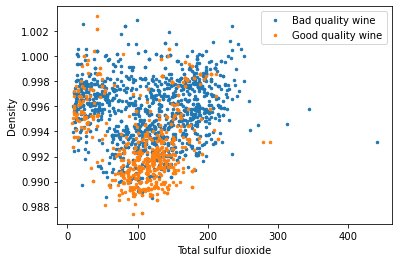 Bad quality wine
Good quality wine
1.002
1.000
0.998
0.996
0.994
0.992
0.990
0.988
Density
0 100 200 300 400
Total sulfur dioxide